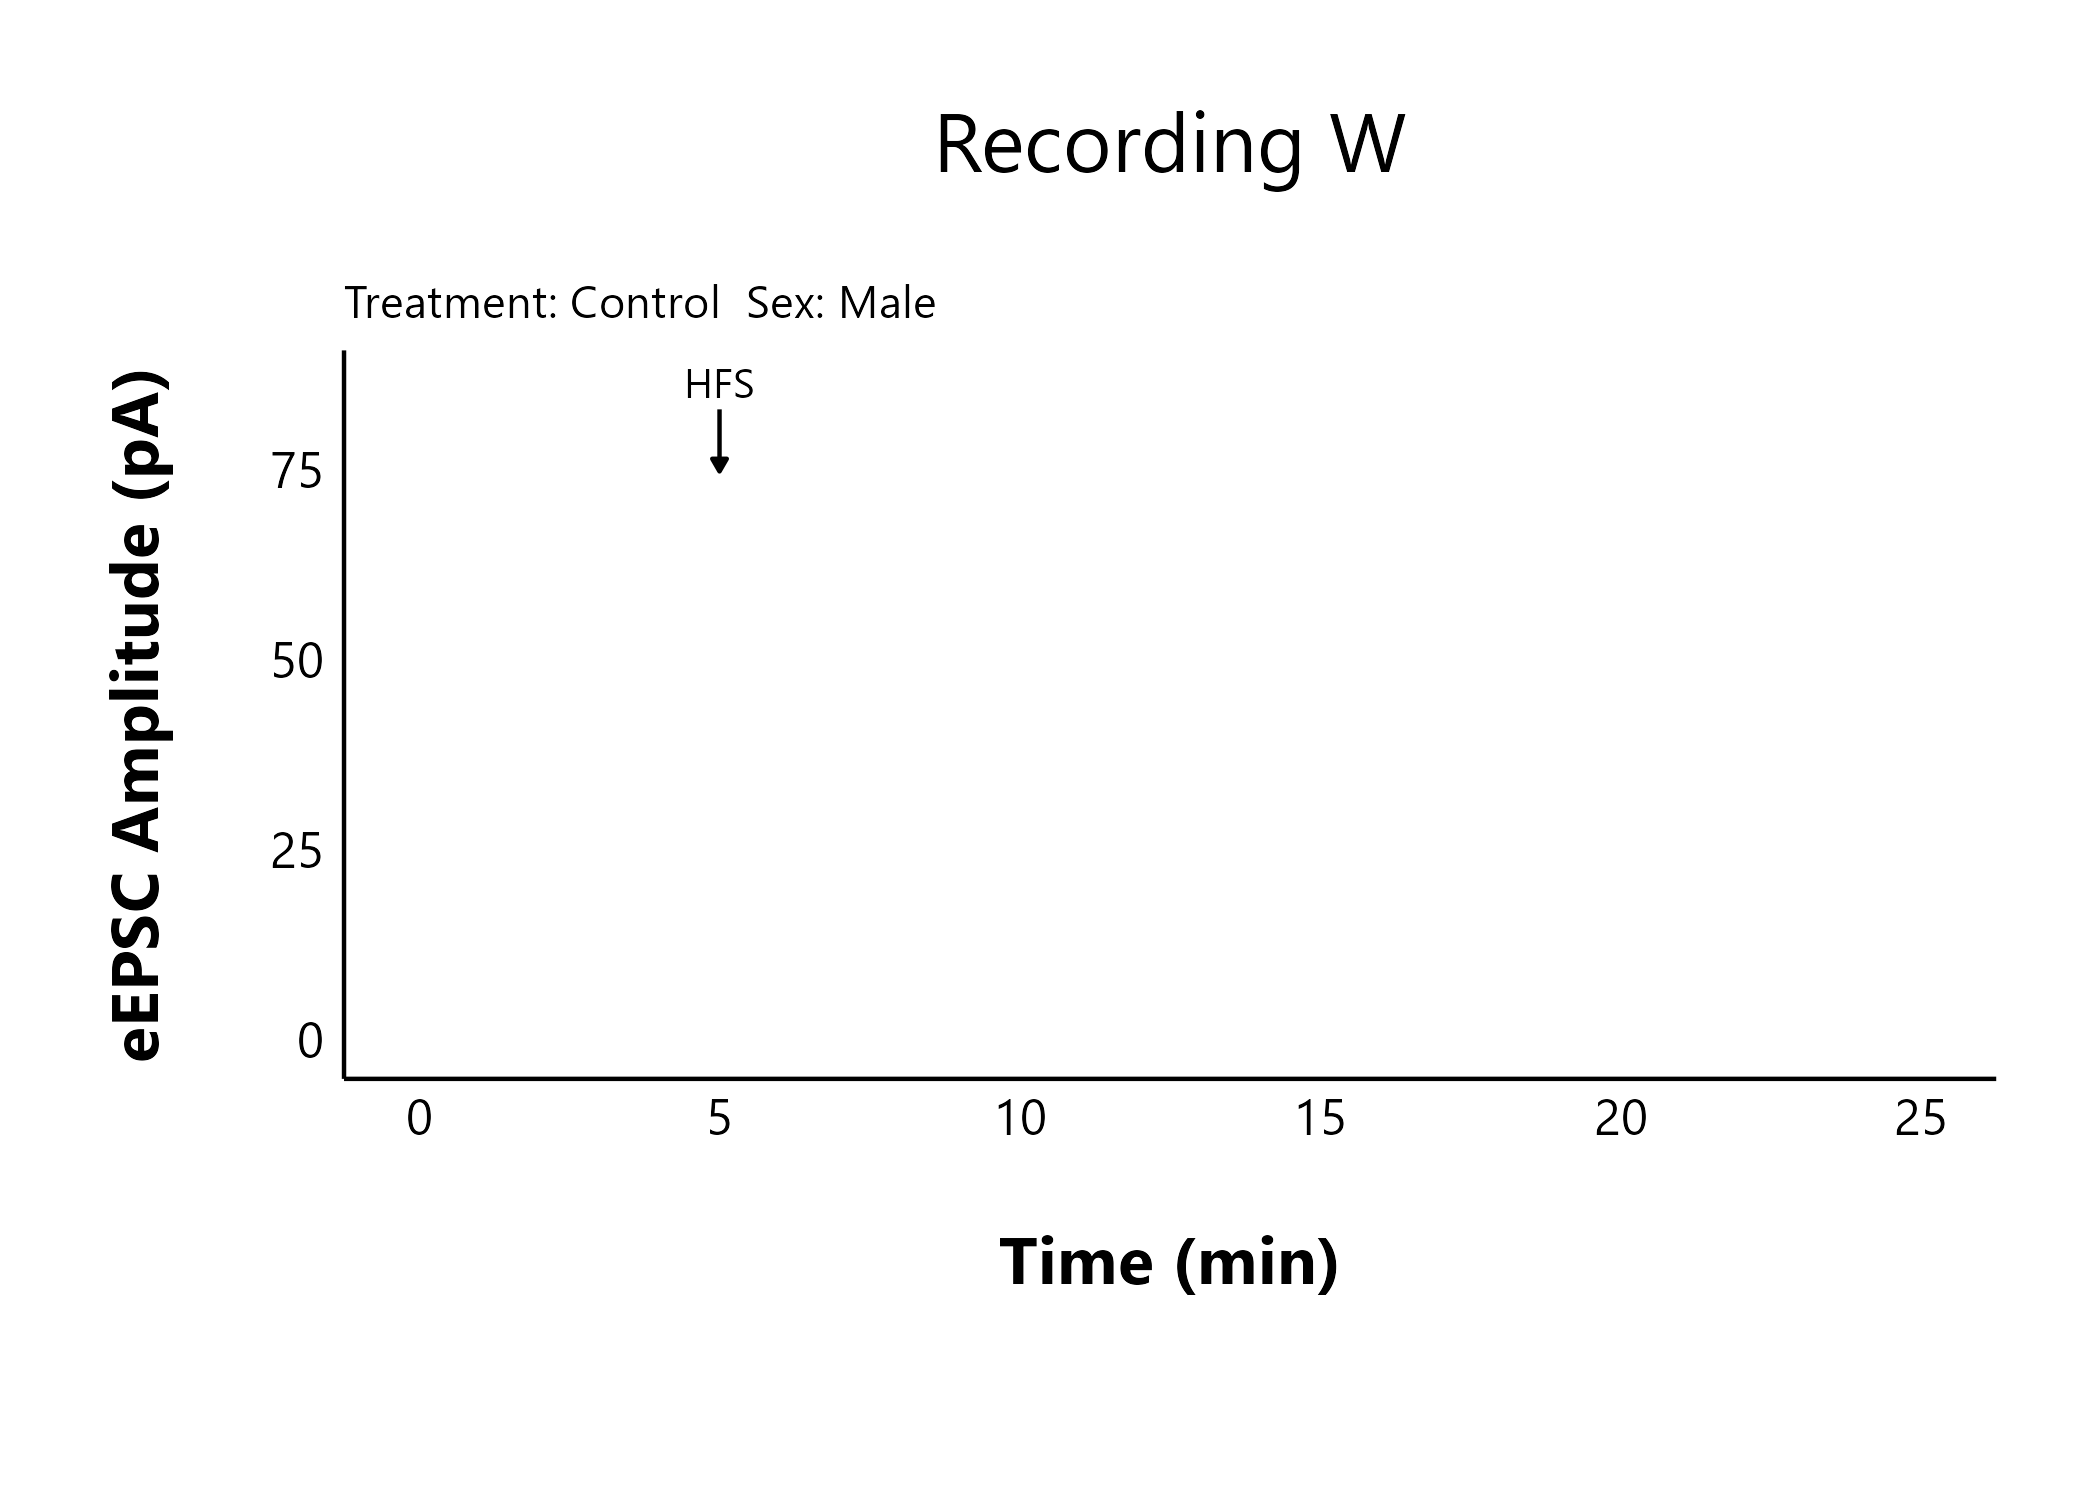 Recording W
Treatment: Control  Sex: Male
HFS
eEPSC Amplitude (pA)
75
50
25
0
0 5 10 15 20 25
Time (min)